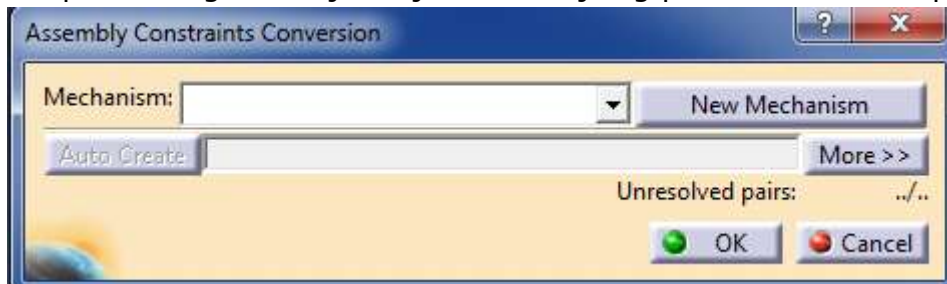 Assembly Constraints Conversion
Mechanism:
New Mechanism
Auto Create
More >>
Unresolved pairs: ../..
OK
Cancel